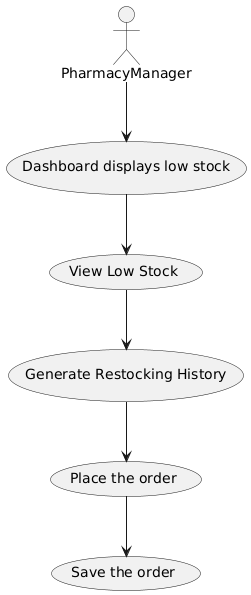 PharmacyManager
Dashboard displays low stock
View Low Stock
Generate Restocking History
Place the order
Save the order